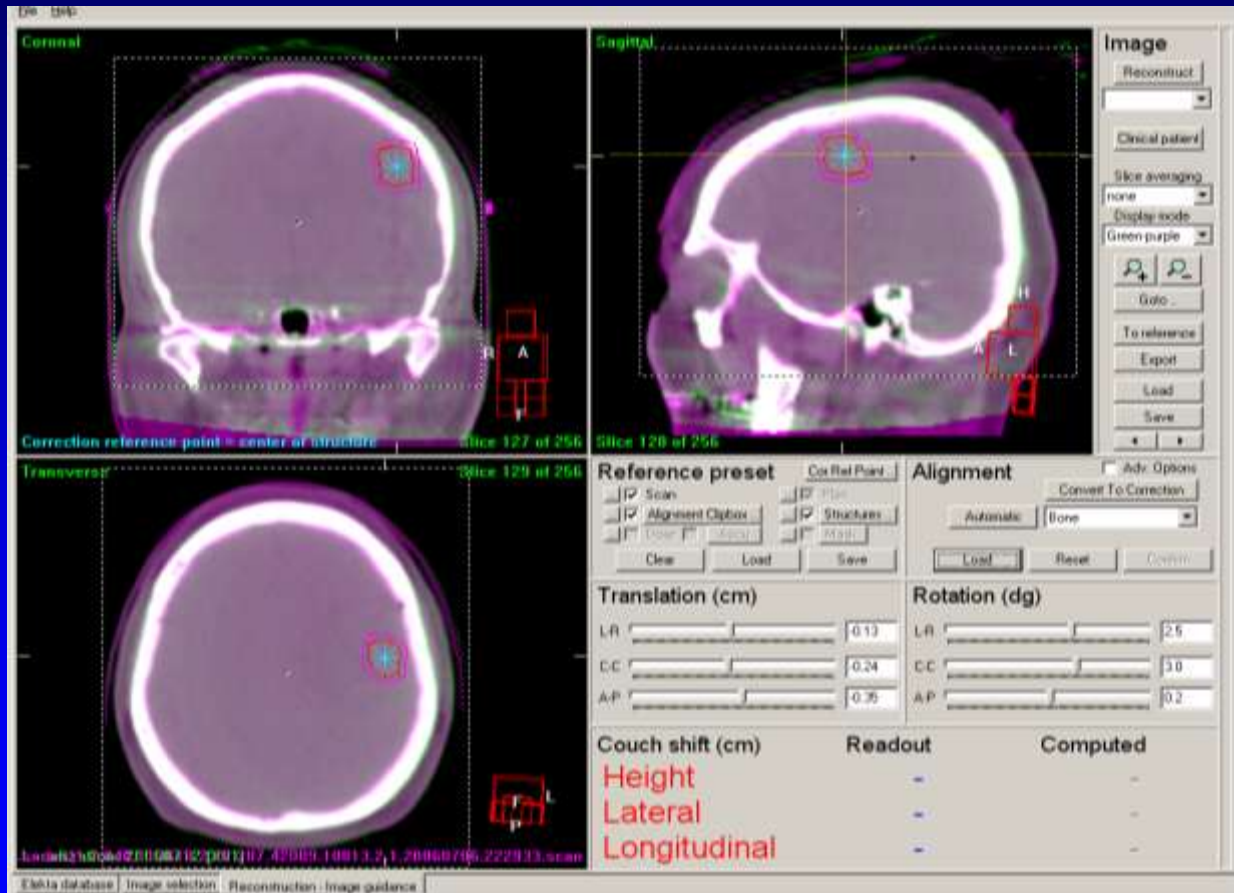 File Help
Coronal
R A
F
Correction reference point = center of structure
Slice 127 of 256
Sagittal
H
A L
Slice 128 of 256
Image
Reconstruct
Clinical patient
Slice averaging
none
Display mode
Green-purple
Goto ..
To reference
Export
Load
Save
Transverse
Slice 129 of 256
L
F
P
Reference preset
Cor Ref Point ..
Scan
Plan
Alignment Clipbox
Structures
Dose
Mask
Clear
Load
Save
Alignment
Adv. Options
Convert To Correction
Automatic
Bone
Load
Reset
Confirm
Translation (cm)
L-R -0.13
C-C -0.24
A-P -0.35
Rotation (dg)
L-R 2.5
C-C 3.0
A-P 0.2
Couch shift (cm) Readout Computed
Height - -
Lateral - -
Longitudinal - -
Elekta database
Image selection
Reconstruction - Image guidance